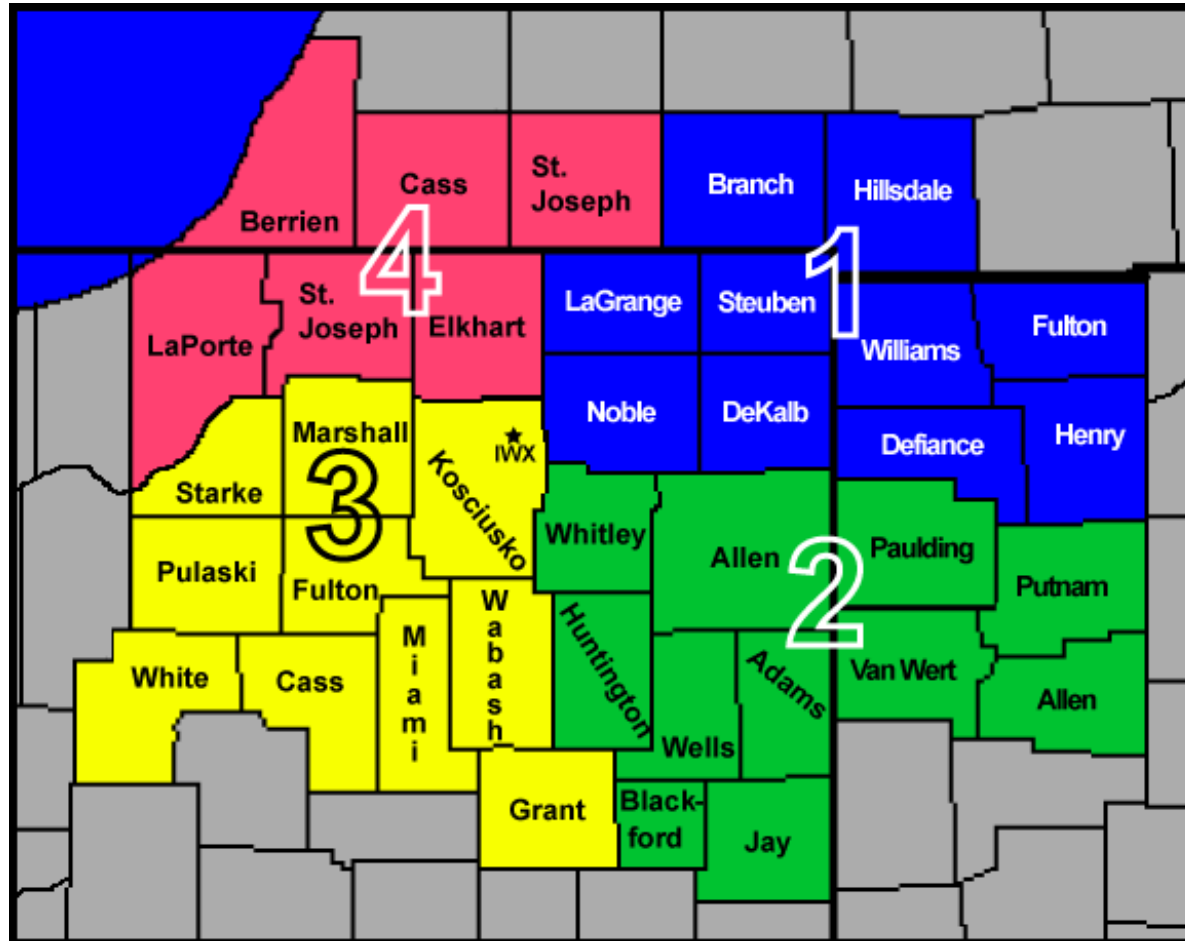 Berrien
Cass
St.
Joseph
Branch
Hillsdale
4
1
LaPorte
St.
Joseph
Elkhart
LaGrange
Steuben
Williams
Fulton
Noble
DeKalb
Defiance
Henry
Starke
Marshall
3
Kosciusko
IWX
Whitley
Allen
2
Paulding
Putnam
Pulaski
Fulton
Miami
Wabash
Huntington
Wells
Adams
Van Wert
Allen
White
Cass
Grant
Black-
ford
Jay